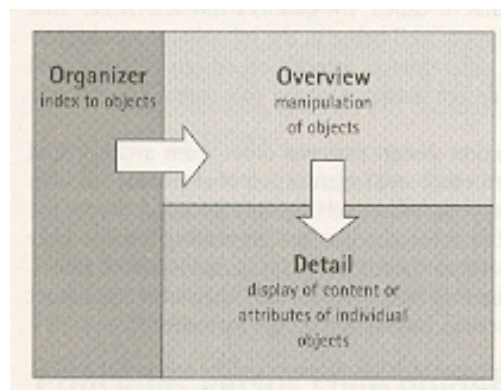 Organizer
index to objects
Overview
manipulation
of objects
Detail
display of content or
attributes of individual
objects